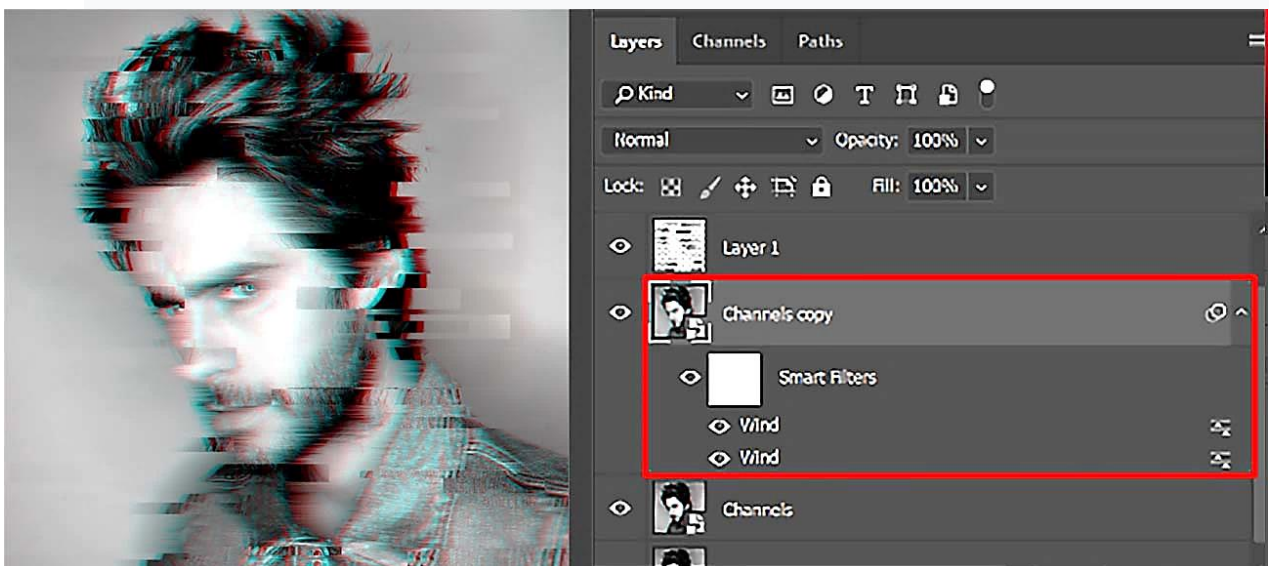 Layers Channels Paths
Kind
Normal Opacity: 100%
Lock: Fill: 100%
Layer 1
Channels copy
Smart Filters
Wind
Wind
Channels